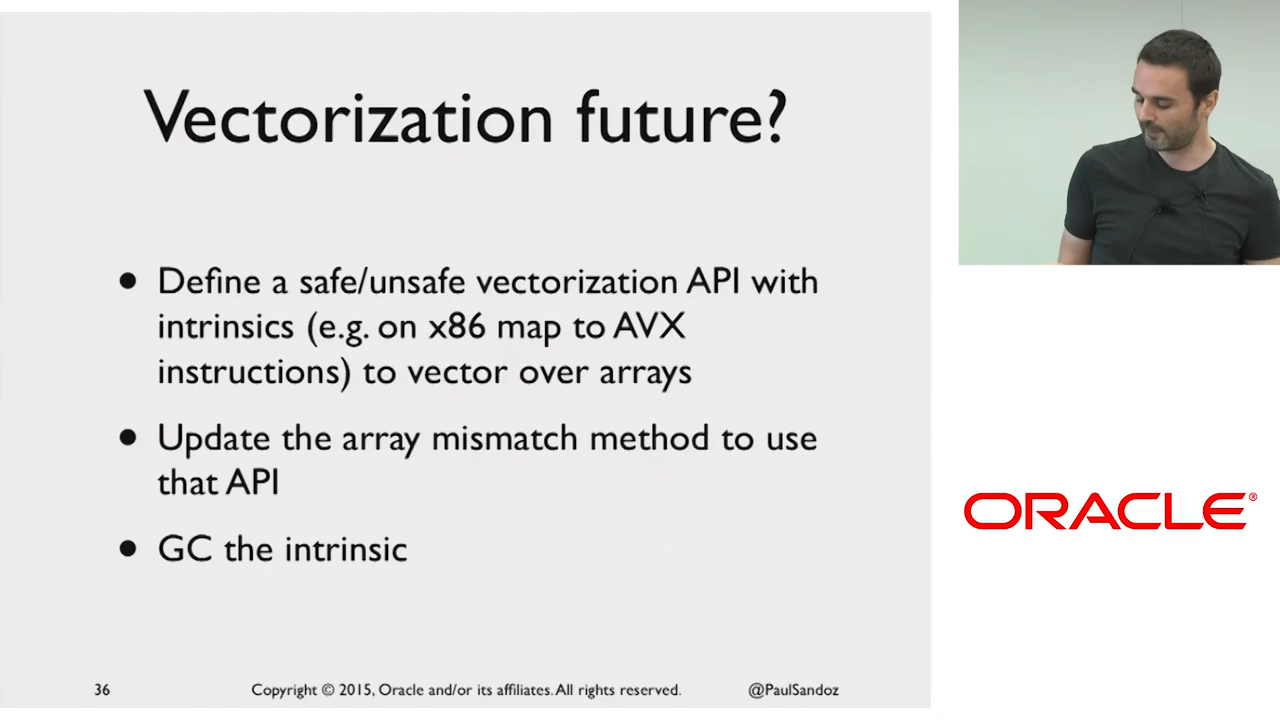 Vectorization future?
• Define a safe/unsafe vectorization API with
intrinsics (e.g. on x86 map to AVX
instructions) to vector over arrays
• Update the array mismatch method to use
that API
• GC the intrinsic
36 Copyright © 2015, Oracle and/or its affiliates. All rights reserved. @PaulSandoz
ORACLE®